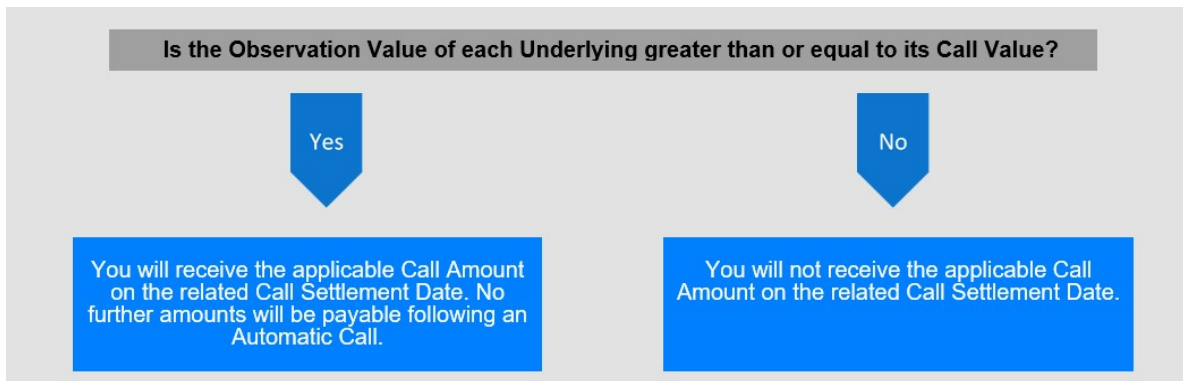 Is the Observation Value of each Underlying greater than or equal to its Call Value?
Yes
No
You will receive the applicable Call Amount
on the related Call Settlement Date. No
further amounts will be payable following an
Automatic Call.
You will not receive the applicable Call
Amount on the related Call Settlement Date.